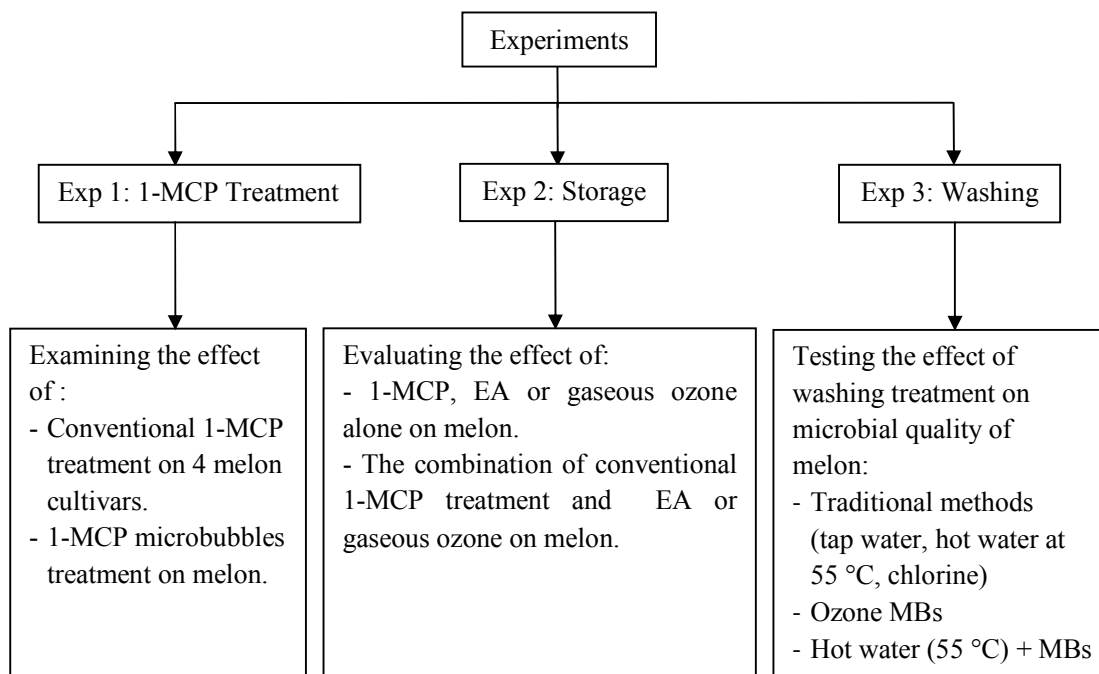 Experiments
Exp 1: 1-MCP Treatment
Exp 2: Storage
Exp 3: Washing
Examining the effect
of :
- Conventional 1-MCP
treatment on 4 melon
cultivars.
- 1-MCP microbubbles
treatment on melon.
Evaluating the effect of:
- 1-MCP, EA or gaseous ozone
alone on melon.
- The combination of conventional
1-MCP treatment and EA or
gaseous ozone on melon.
Testing the effect of
washing treatment on
microbial quality of
melon:
- Traditional methods
(tap water, hot water at
55 °C, chlorine)
- Ozone MBs
- Hot water (55 °C) + MBs